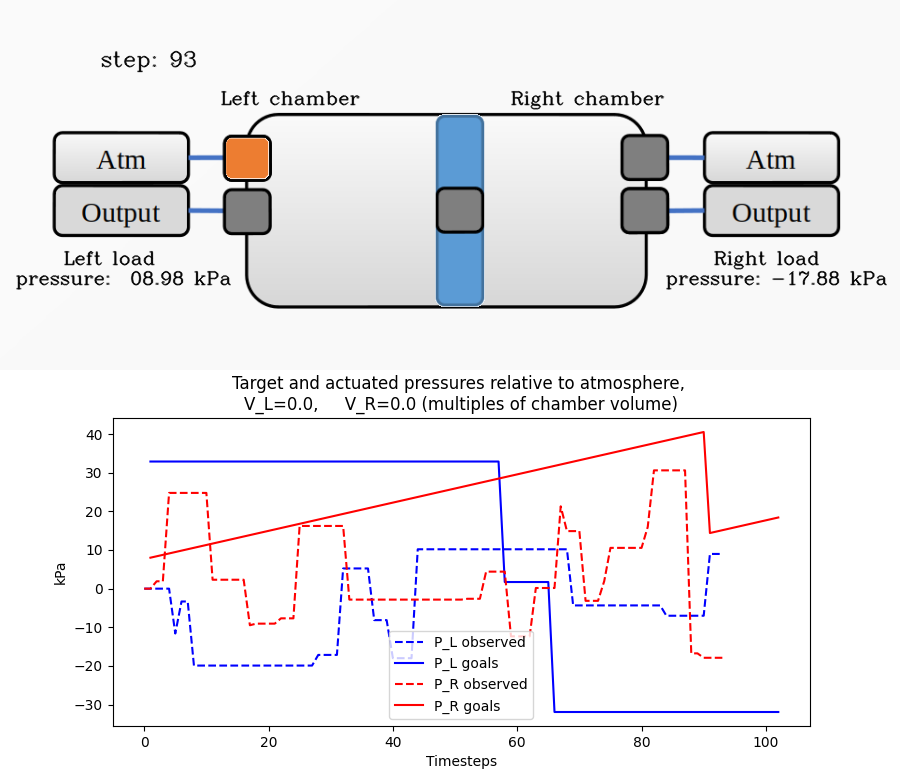 step: 93
Left chamber
Right chamber
Atm
Atm
Output
Output
Left load
pressure:  08.98 kPa
Right load
pressure: −17.88 kPa
Target and actuated pressures relative to atmosphere,
V_L=0.0,     V_R=0.0 (multiples of chamber volume)
40
30
20
10
0
−10
−20
−30
kPa
P_L observed
P_L goals
P_R observed
P_R goals
0 20 40 60 80 100
Timesteps